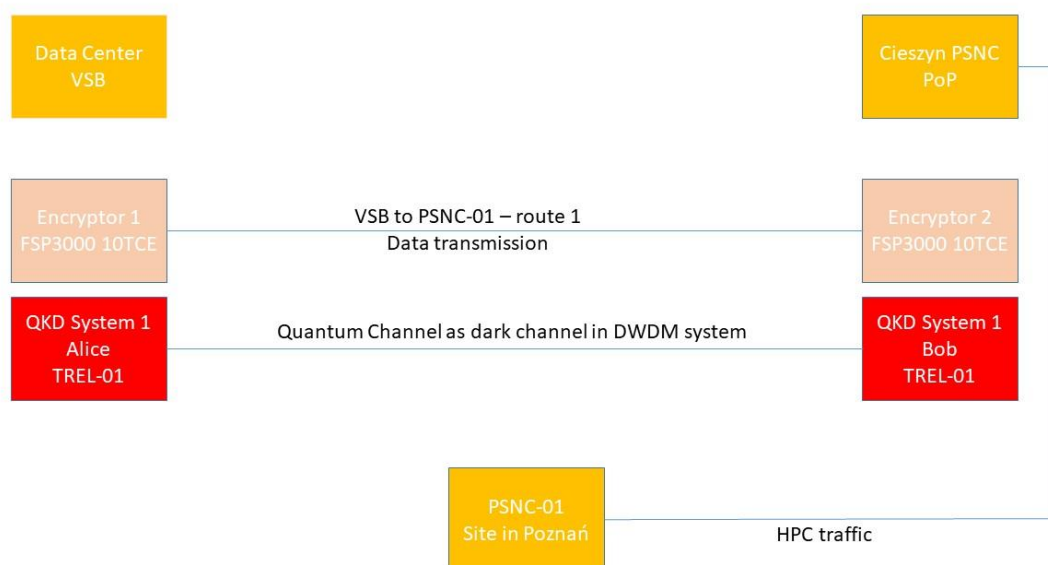 Data Center
VSB
Cieszyn PSNC
PoP
Encryptor 1
FSP3000 10TCE
VSB to PSNC-01 – route 1
Data transmission
Encryptor 2
FSP3000 10TCE
QKD System 1
Alice
TREL-01
Quantum Channel as dark channel in DWDM system
QKD System 1
Bob
TREL-01
PSNC-01
Site in Poznań
HPC traffic